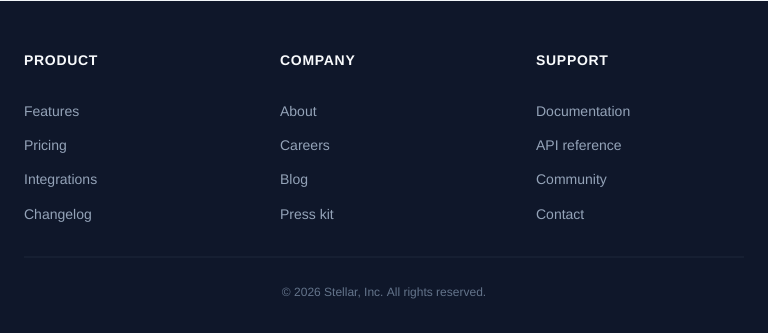 PRODUCT
Features
Pricing
Integrations
Changelog
COMPANY
About
Careers
Blog
Press kit
SUPPORT
Documentation
API reference
Community
Contact
© 2026 Stellar, Inc. All rights reserved.